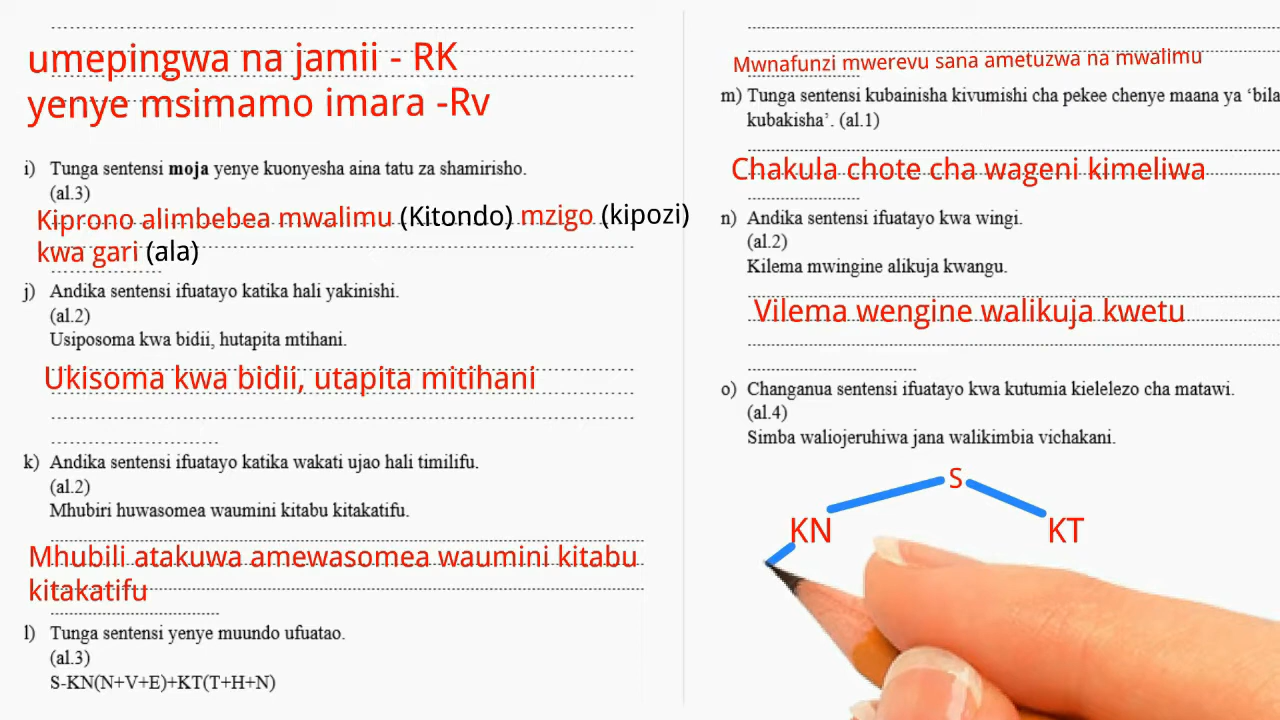 umepingwa na jamii - RK
yenye msimamo imara -Rv
i) Tunga sentensi moja yenye kuonyesha aina tatu za shamirisho.
(al.3)
Kiprono alimbebea mwalimu (Kitondo) mzigo (kipozi)
kwa gari (ala)
j) Andika sentensi ifuatayo katika hali yakinishi.
(al.2)
Usiposoma kwa bidii, hutapita mtihani.
Ukisoma kwa bidii, utapita mitihani
k) Andika sentensi ifuatayo katika wakati ujao hali timilifu.
(al.2)
Mhubiri huwasomea waumini kitabu kitakatifu.
Mhubili atakuwa amewasomea waumini kitabu
kitakatifu
l) Tunga sentensi yenye muundo ufuatao.
(al.3)
S-KN(N+V+E)+KT(T+H+N)
Mwnafunzi mwerevu sana ametuzwa na mwalimu
m) Tunga sentensi kubainisha kivumishi cha pekee chenye maana ya ‘bila
kubakisha’. (al.1)
Chakula chote cha wageni kimeliwa
n) Andika sentensi ifuatayo kwa wingi.
(al.2)
Kilema mwingine alikuja kwangu.
Vilema wengine walikuja kwetu
o) Changanua sentensi ifuatayo kwa kutumia kielelezo cha matawi.
(al.4)
Simba waliojeruhiwa jana walikimbia vichakani.
S
KN KT